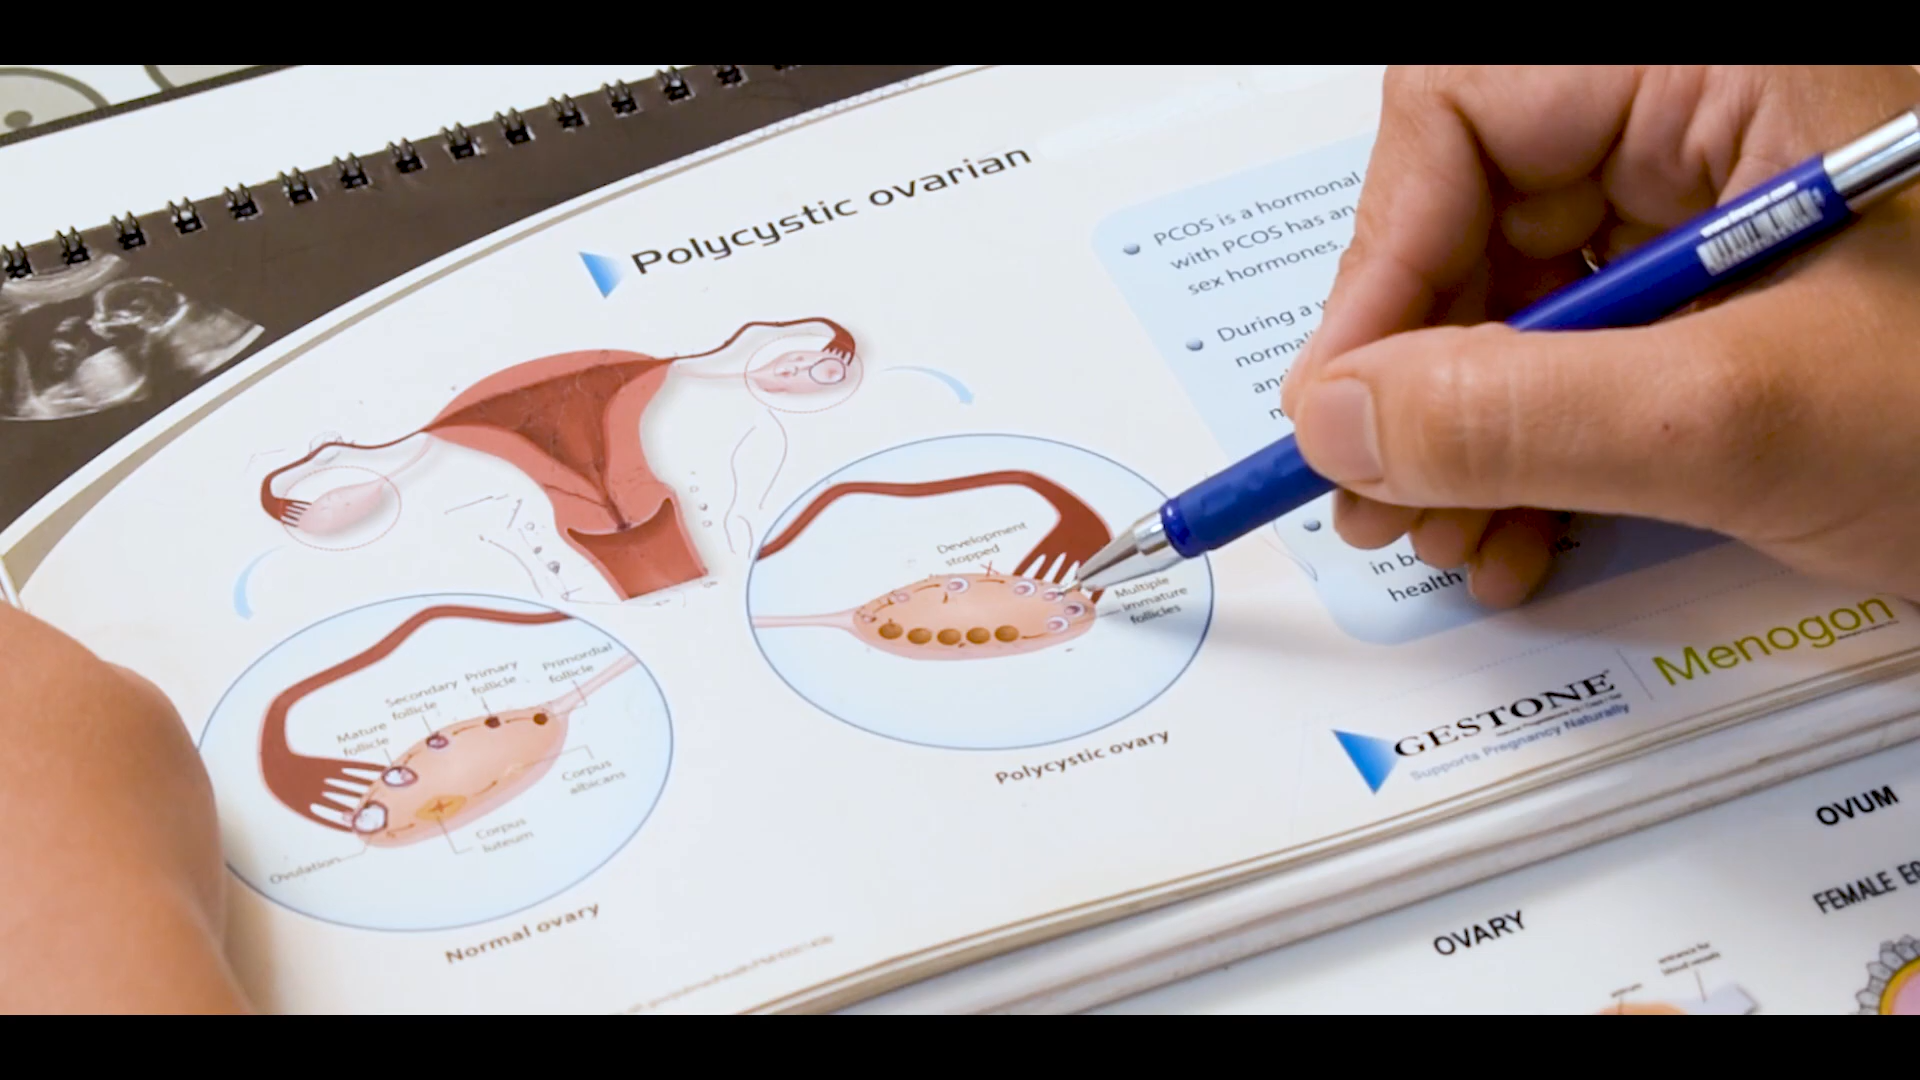 Polycystic ovarian
PCOS is a hormonal
with PCOS has an
sex hormones.
During a
in
health
Development
stopped
X
Multiple
immature
follicles
Polycystic ovary
Primordial
follicle
Primary
follicle
Secondary
follicle
Mature
follicle
Corpus
albicans
Corpus
luteum
Ovulation
Normal ovary
GESTONE
Supports Pregnancy Naturally
Menogon
OVUM
FEMALE
OVARY